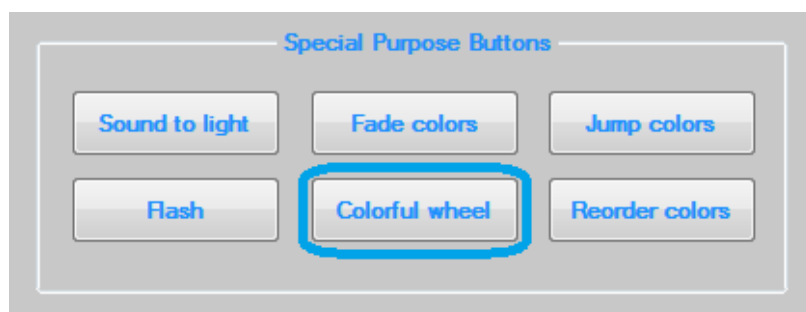 Special Purpose Buttons
Sound to light Fade colors Jump colors
Flash Colorful wheel Reorder colors